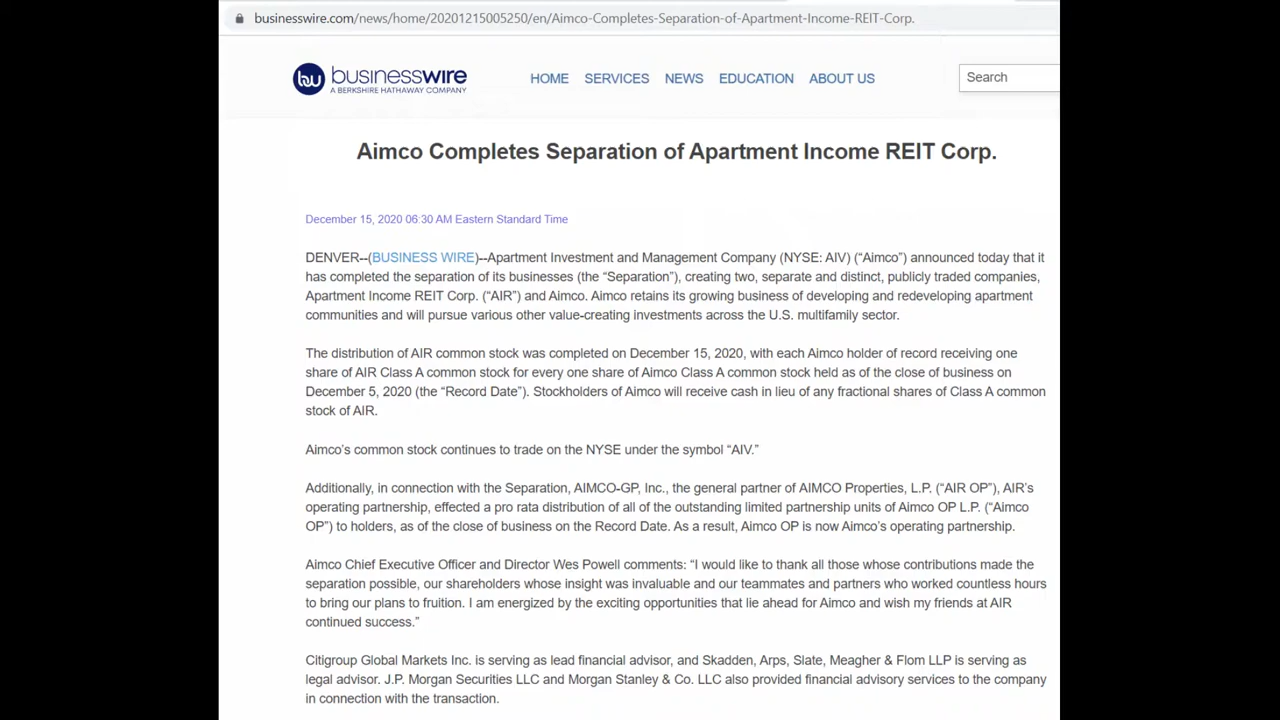 businesswire.com/news/home/20201215005250/en/Aimco-Completes-Separation-of-Apartment-Income-REIT-Corp.
bw businesswire
A BERKSHIRE HATHAWAY COMPANY
HOME SERVICES NEWS EDUCATION ABOUT US
Search
Aimco Completes Separation of Apartment Income REIT Corp.
December 15, 2020 06:30 AM Eastern Standard Time
DENVER--(BUSINESS WIRE)--Apartment Investment and Management Company (NYSE: AIV) (“Aimco”) announced today that it
has completed the separation of its businesses (the “Separation”), creating two, separate and distinct, publicly traded companies,
Apartment Income REIT Corp. (“AIR”) and Aimco. Aimco retains its growing business of developing and redeveloping apartment
communities and will pursue various other value-creating investments across the U.S. multifamily sector.
The distribution of AIR common stock was completed on December 15, 2020, with each Aimco holder of record receiving one
share of AIR Class A common stock for every one share of Aimco Class A common stock held as of the close of business on
December 5, 2020 (the “Record Date”). Stockholders of Aimco will receive cash in lieu of any fractional shares of Class A common
stock of AIR.
Aimco’s common stock continues to trade on the NYSE under the symbol “AIV.”
Additionally, in connection with the Separation, AIMCO-GP, Inc., the general partner of AIMCO Properties, L.P. (“AIR OP”), AIR’s
operating partnership, effected a pro rata distribution of all of the outstanding limited partnership units of Aimco OP L.P. (“Aimco
OP”) to holders, as of the close of business on the Record Date. As a result, Aimco OP is now Aimco’s operating partnership.
Aimco Chief Executive Officer and Director Wes Powell comments: “I would like to thank all those whose contributions made the
separation possible, our shareholders whose insight was invaluable and our teammates and partners who worked countless hours
to bring our plans to fruition. I am energized by the exciting opportunities that lie ahead for Aimco and wish my friends at AIR
continued success.”
Citigroup Global Markets Inc. is serving as lead financial advisor, and Skadden, Arps, Slate, Meagher & Flom LLP is serving as
legal advisor. J.P. Morgan Securities LLC and Morgan Stanley & Co. LLC also provided financial advisory services to the company
in connection with the transaction.